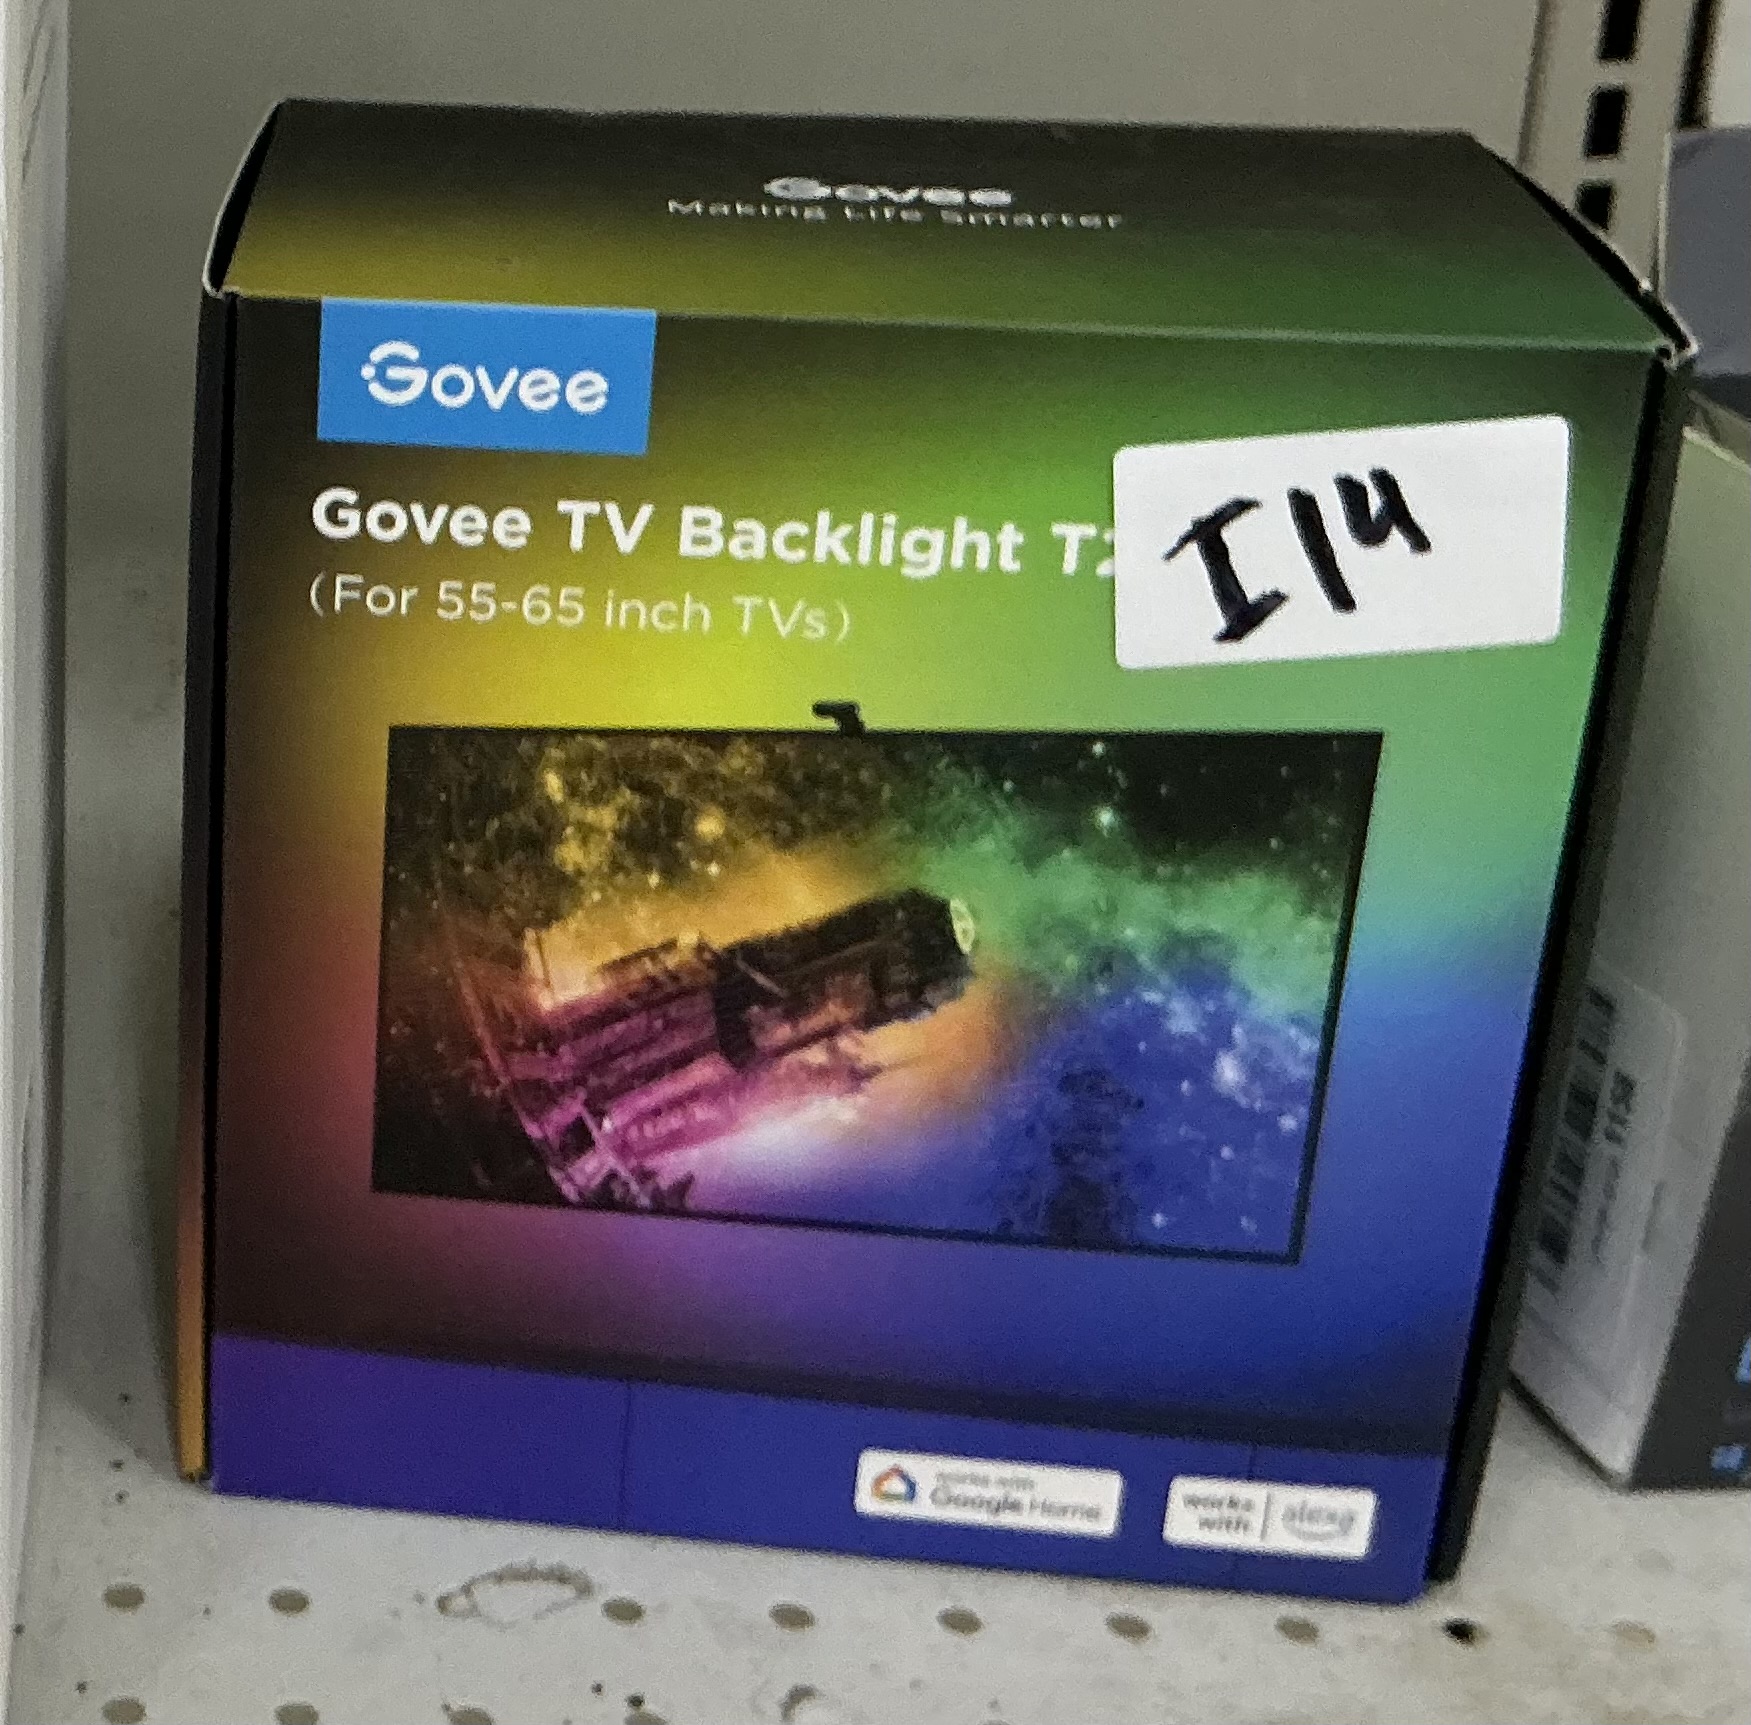 Govee
Making Life Smarter
Govee
Govee TV Backlight T2
I14
(For 55-65 inch TVs)
works with
Google Home
works
with
alexa